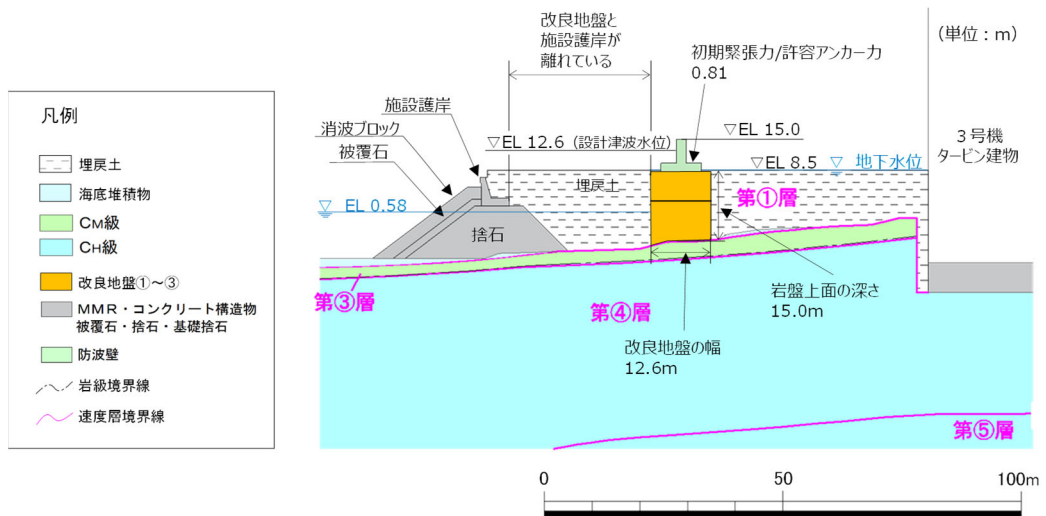 改良地盤と
施設護岸が
離れている
(単位：m)
初期緊張力/許容アンカー力
0.81
施設護岸
消波ブロック
被覆石
▽EL 12.6 (設計津波水位)
▽EL 15.0
3号機
タービン建物
▽EL 8.5 ▽ 地下水位
埋戻土
第①層
▽ EL 0.58
捨石
第③層
第④層
岩盤上面の深さ
15.0m
改良地盤の幅
12.6m
第⑤層
0 50 100m
凡例
埋戻土
海底堆積物
CM級
CH級
改良地盤①～③
MMR・コンクリート構造物
被覆石・捨石・基礎捨石
防波壁
岩級境界線
速度層境界線